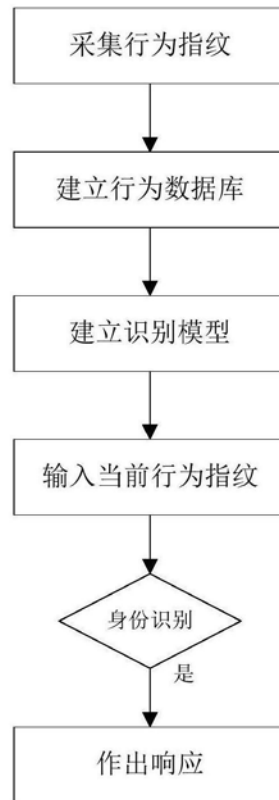 采集行为指纹
建立行为数据库
建立识别模型
输入当前行为指纹
身份识别
是
作出响应